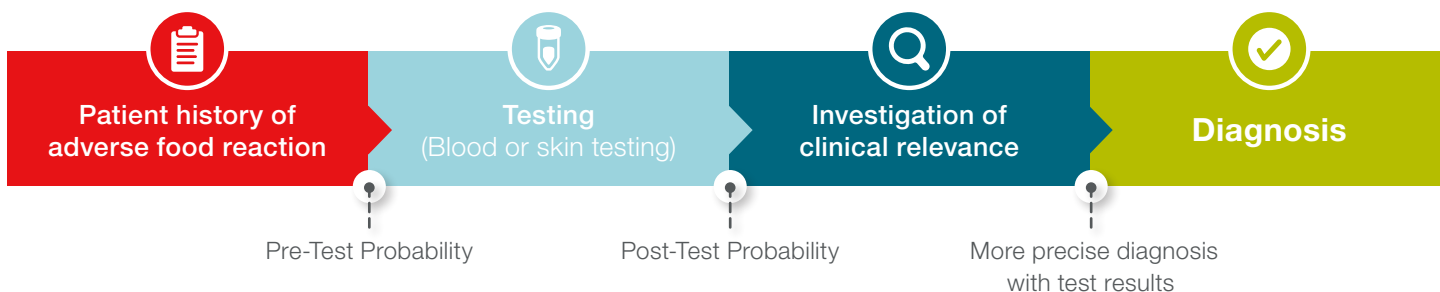 Patient history of
adverse food reaction
Testing
(Blood or skin testing)
Investigation of
clinical relevance
Diagnosis
Pre-Test Probability
Post-Test Probability
More precise diagnosis
with test results